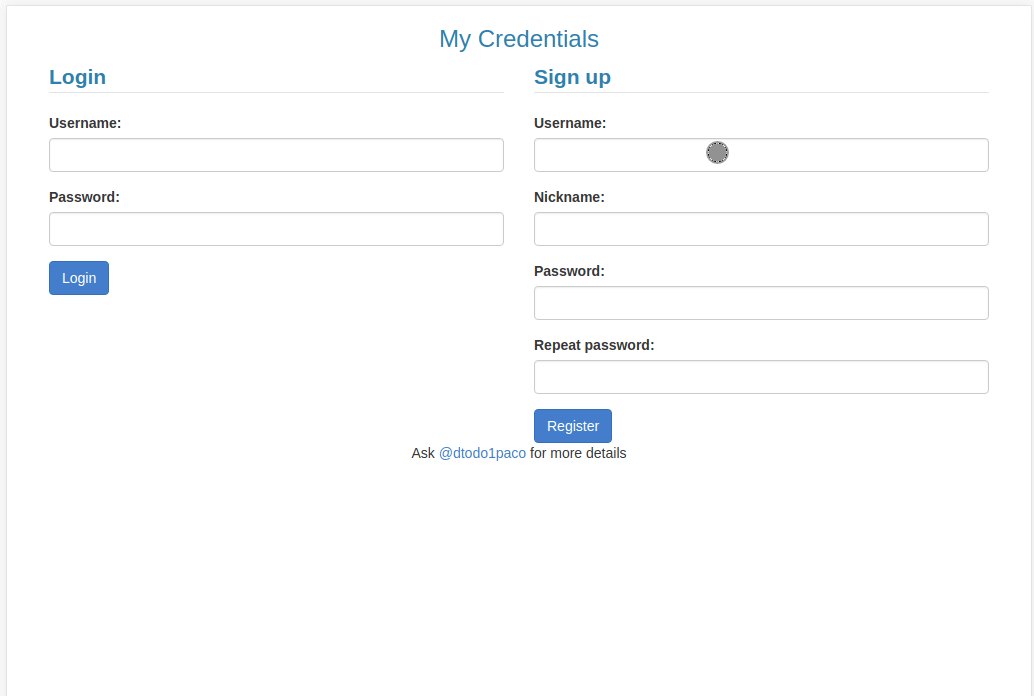 My Credentials
Login
Username:
Password:
Login
Sign up
Username:
Nickname:
Password:
Repeat password:
Register
Ask @dtodo1paco for more details